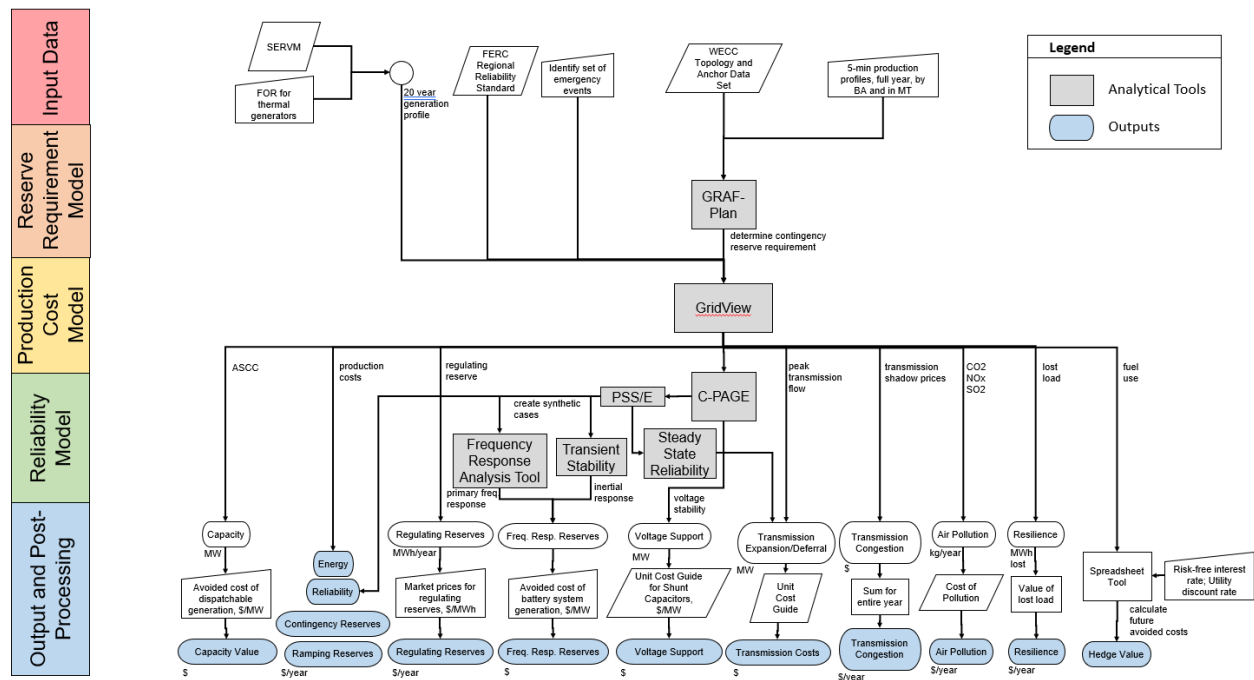 Input Data
Reserve
Requirement
Model
Production
Cost
Model
Reliability
Model
Output and Post-
Processing
SERVM
FOR for
thermal
generators
20 year
generation
profile
FERC
Regional
Reliability
Standard
Identify set of
emergency
events
WECC
Topology and
Anchor Data
Set
5-min production
profiles, full year, by
BA and in MT
Legend
Analytical Tools
Outputs
GRAF-
Plan
determine contingency
reserve requirement
GridView
ASCC
production
costs
regulating
reserve
peak
transmission
flow
transmission
shadow prices
CO2
NOx
SO2
lost
load
fuel
use
C-PAGE
PSS/E
create synthetic
cases
Frequency
Response
Analysis Tool
Transient
Stability
Steady
State
Reliability
primary freq.
response
inertial
response
voltage
stability
Capacity
MW
Avoided cost of
dispatchable
generation, $/MW
Capacity Value
$
Energy
Reliability
Contingency Reserves
Ramping Reserves
$/year
Regulating Reserves
MWh/year
Market prices for
regulating
reserves, $/MWh
Regulating Reserves
$/year
Freq. Resp. Reserves
Avoided cost of
battery system
generation, $/MW
Freq. Resp. Reserves
$
Voltage Support
MW
Unit Cost Guide
for Shunt
Capacitors,
$/MW
Voltage Support
$
Transmission
Expansion/Deferral
MW
Unit
Cost
Guide
Transmission Costs
$
Transmission
Congestion
$
Sum for
entire year
Transmission
Congestion
$/year
Air Pollution
kg/year
Cost of
Pollution
Air Pollution
$/year
Resilience
MWh
lost
Value of
lost load
Resilience
$/year
Spreadsheet
Tool
Risk-free interest
rate; Utility
discount rate
calculate
future
avoided costs
Hedge Value
$